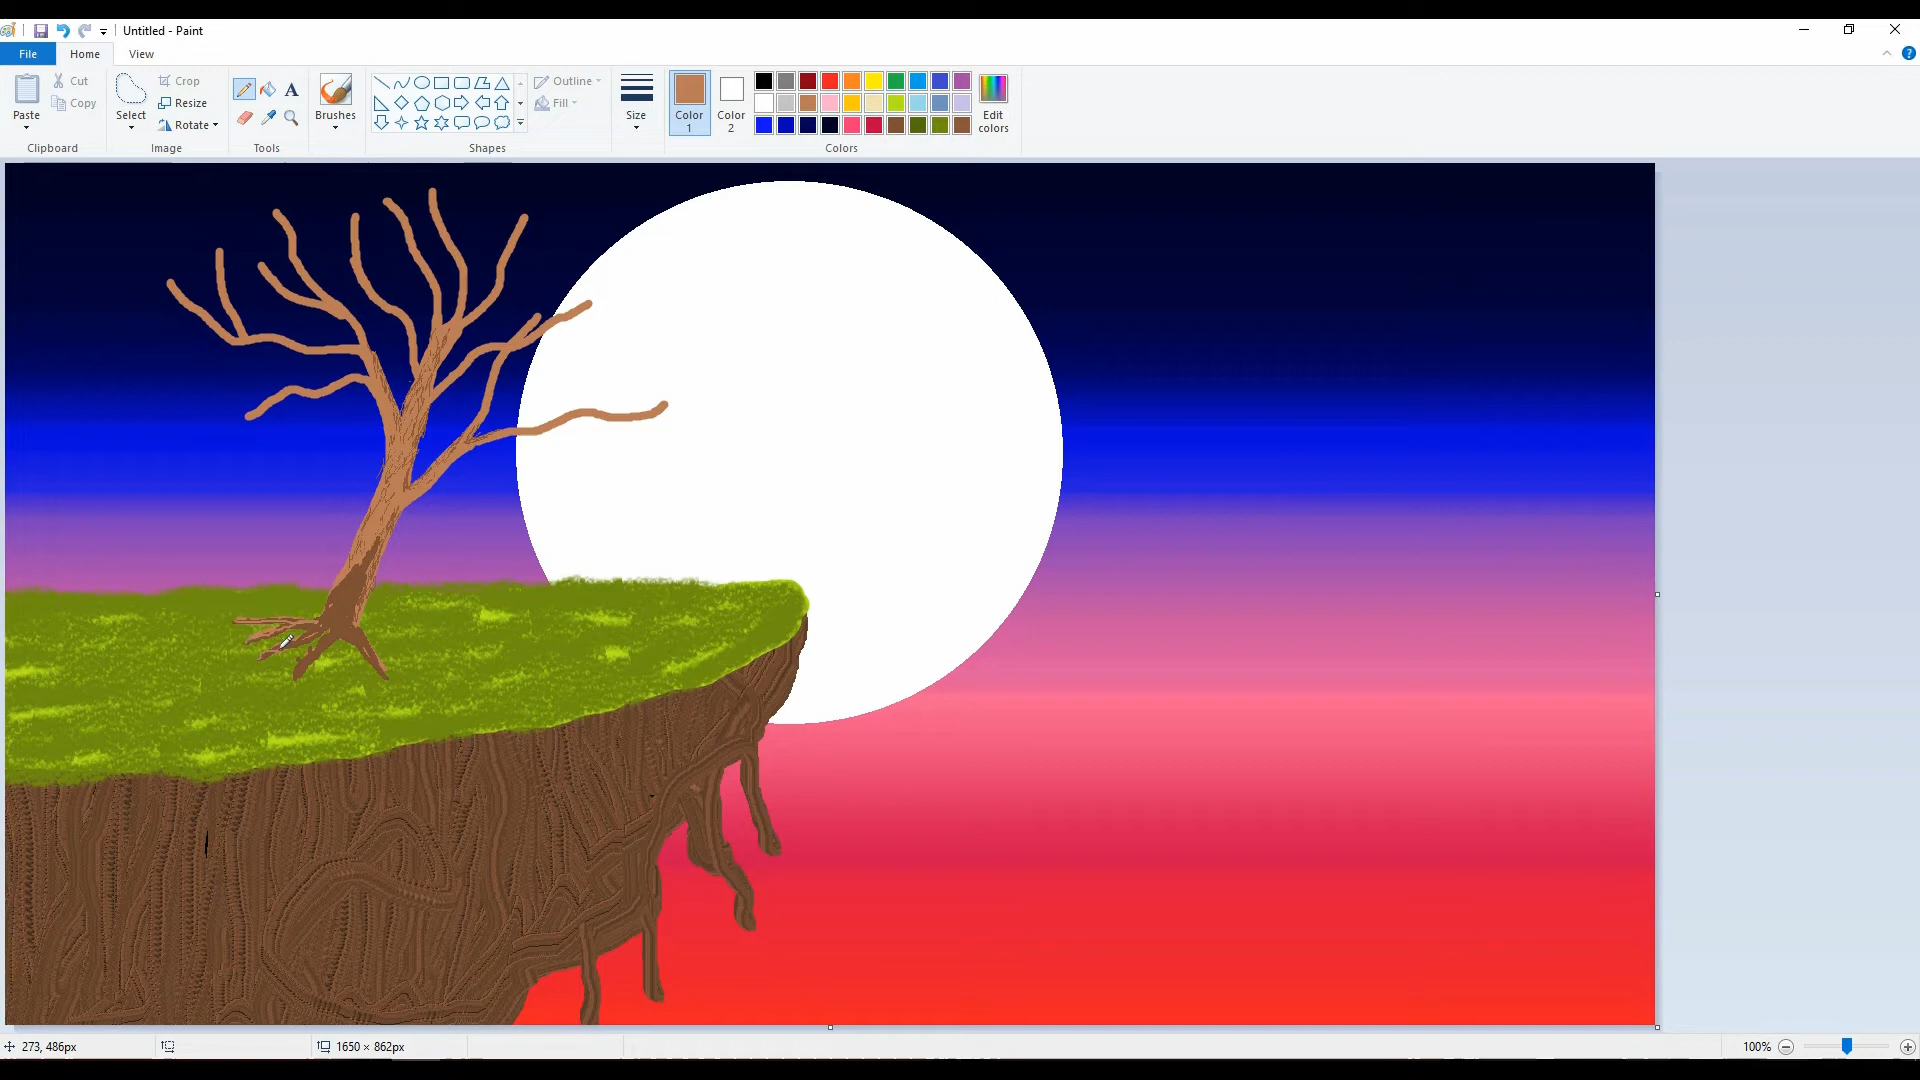 Untitled - Paint
File Home View
Paste
Cut
Copy
Clipboard
Select
Crop
Resize
Rotate
Image
A
Tools
Brushes
Outline
Fill
Shapes
Size
Color
1
Color
2
Edit
colors
Colors
273, 486px
1650 × 862px
100%